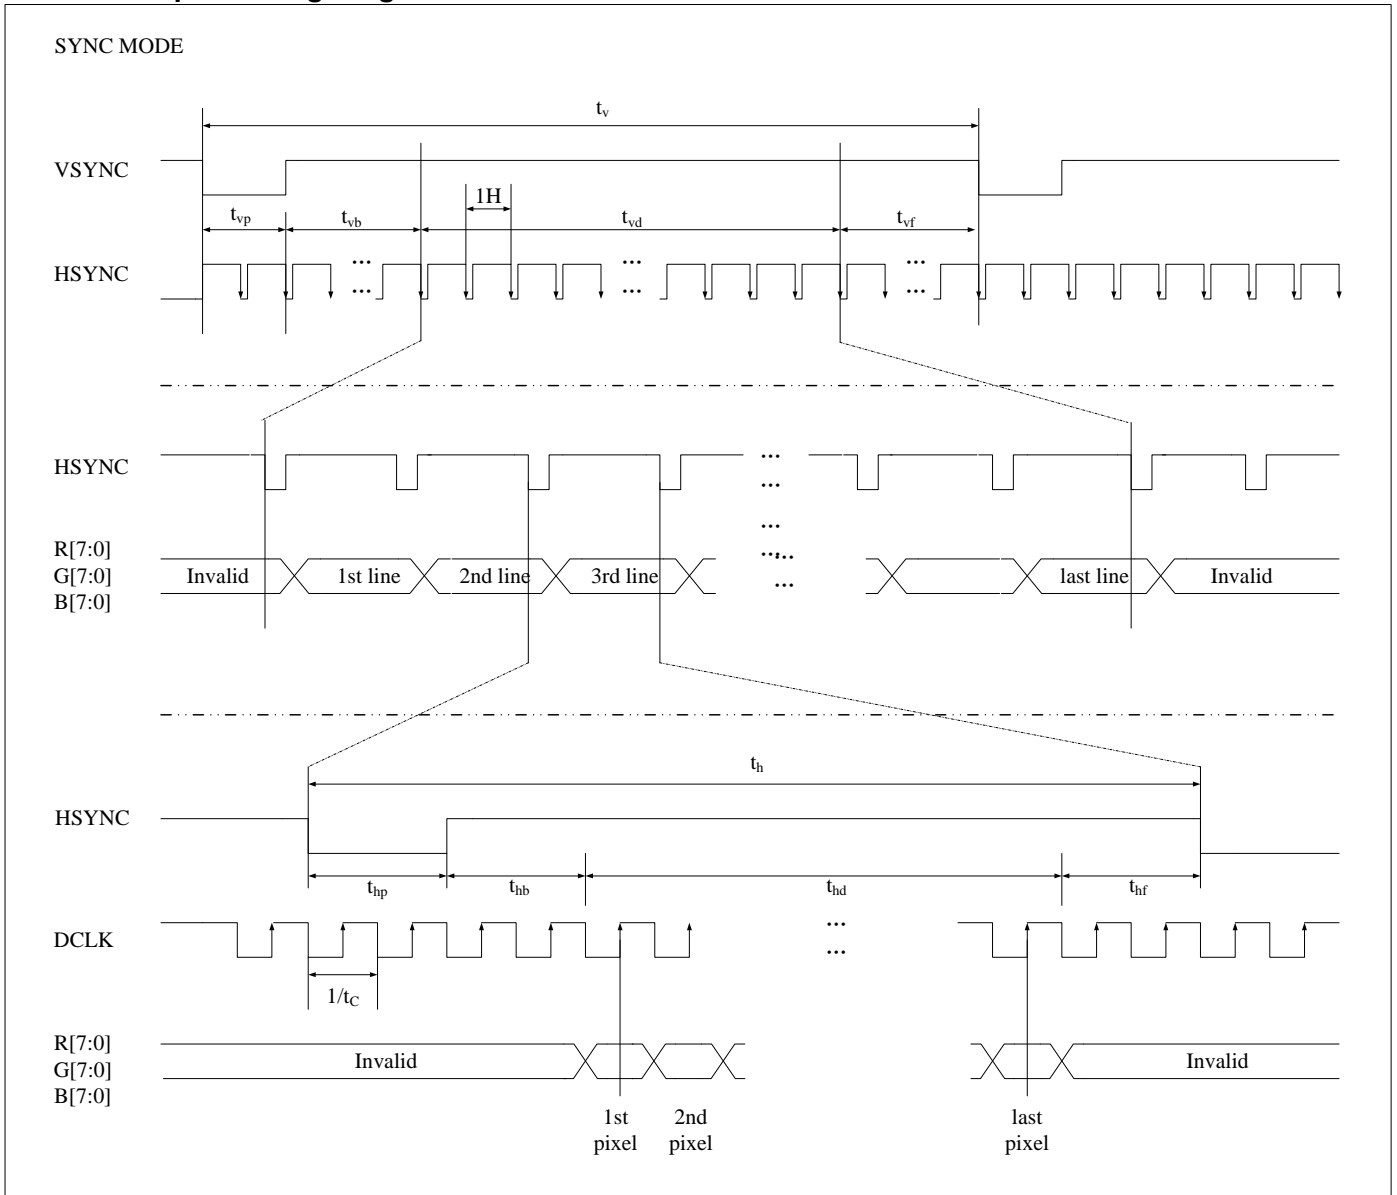 SYNC MODE
tv
VSYNC
1H
tvp
tvb
tvd
tvf
...
...
...
HSYNC
...
...
...
HSYNC
...
...
...
R[7:0]
G[7:0]
B[7:0]
Invalid
1st line
2nd line
3rd line
......
...
last line
Invalid
th
HSYNC
thp
thb
thd
thf
DCLK
...
...
1/tC
R[7:0]
G[7:0]
B[7:0]
Invalid
Invalid
1st
pixel
2nd
pixel
last
pixel